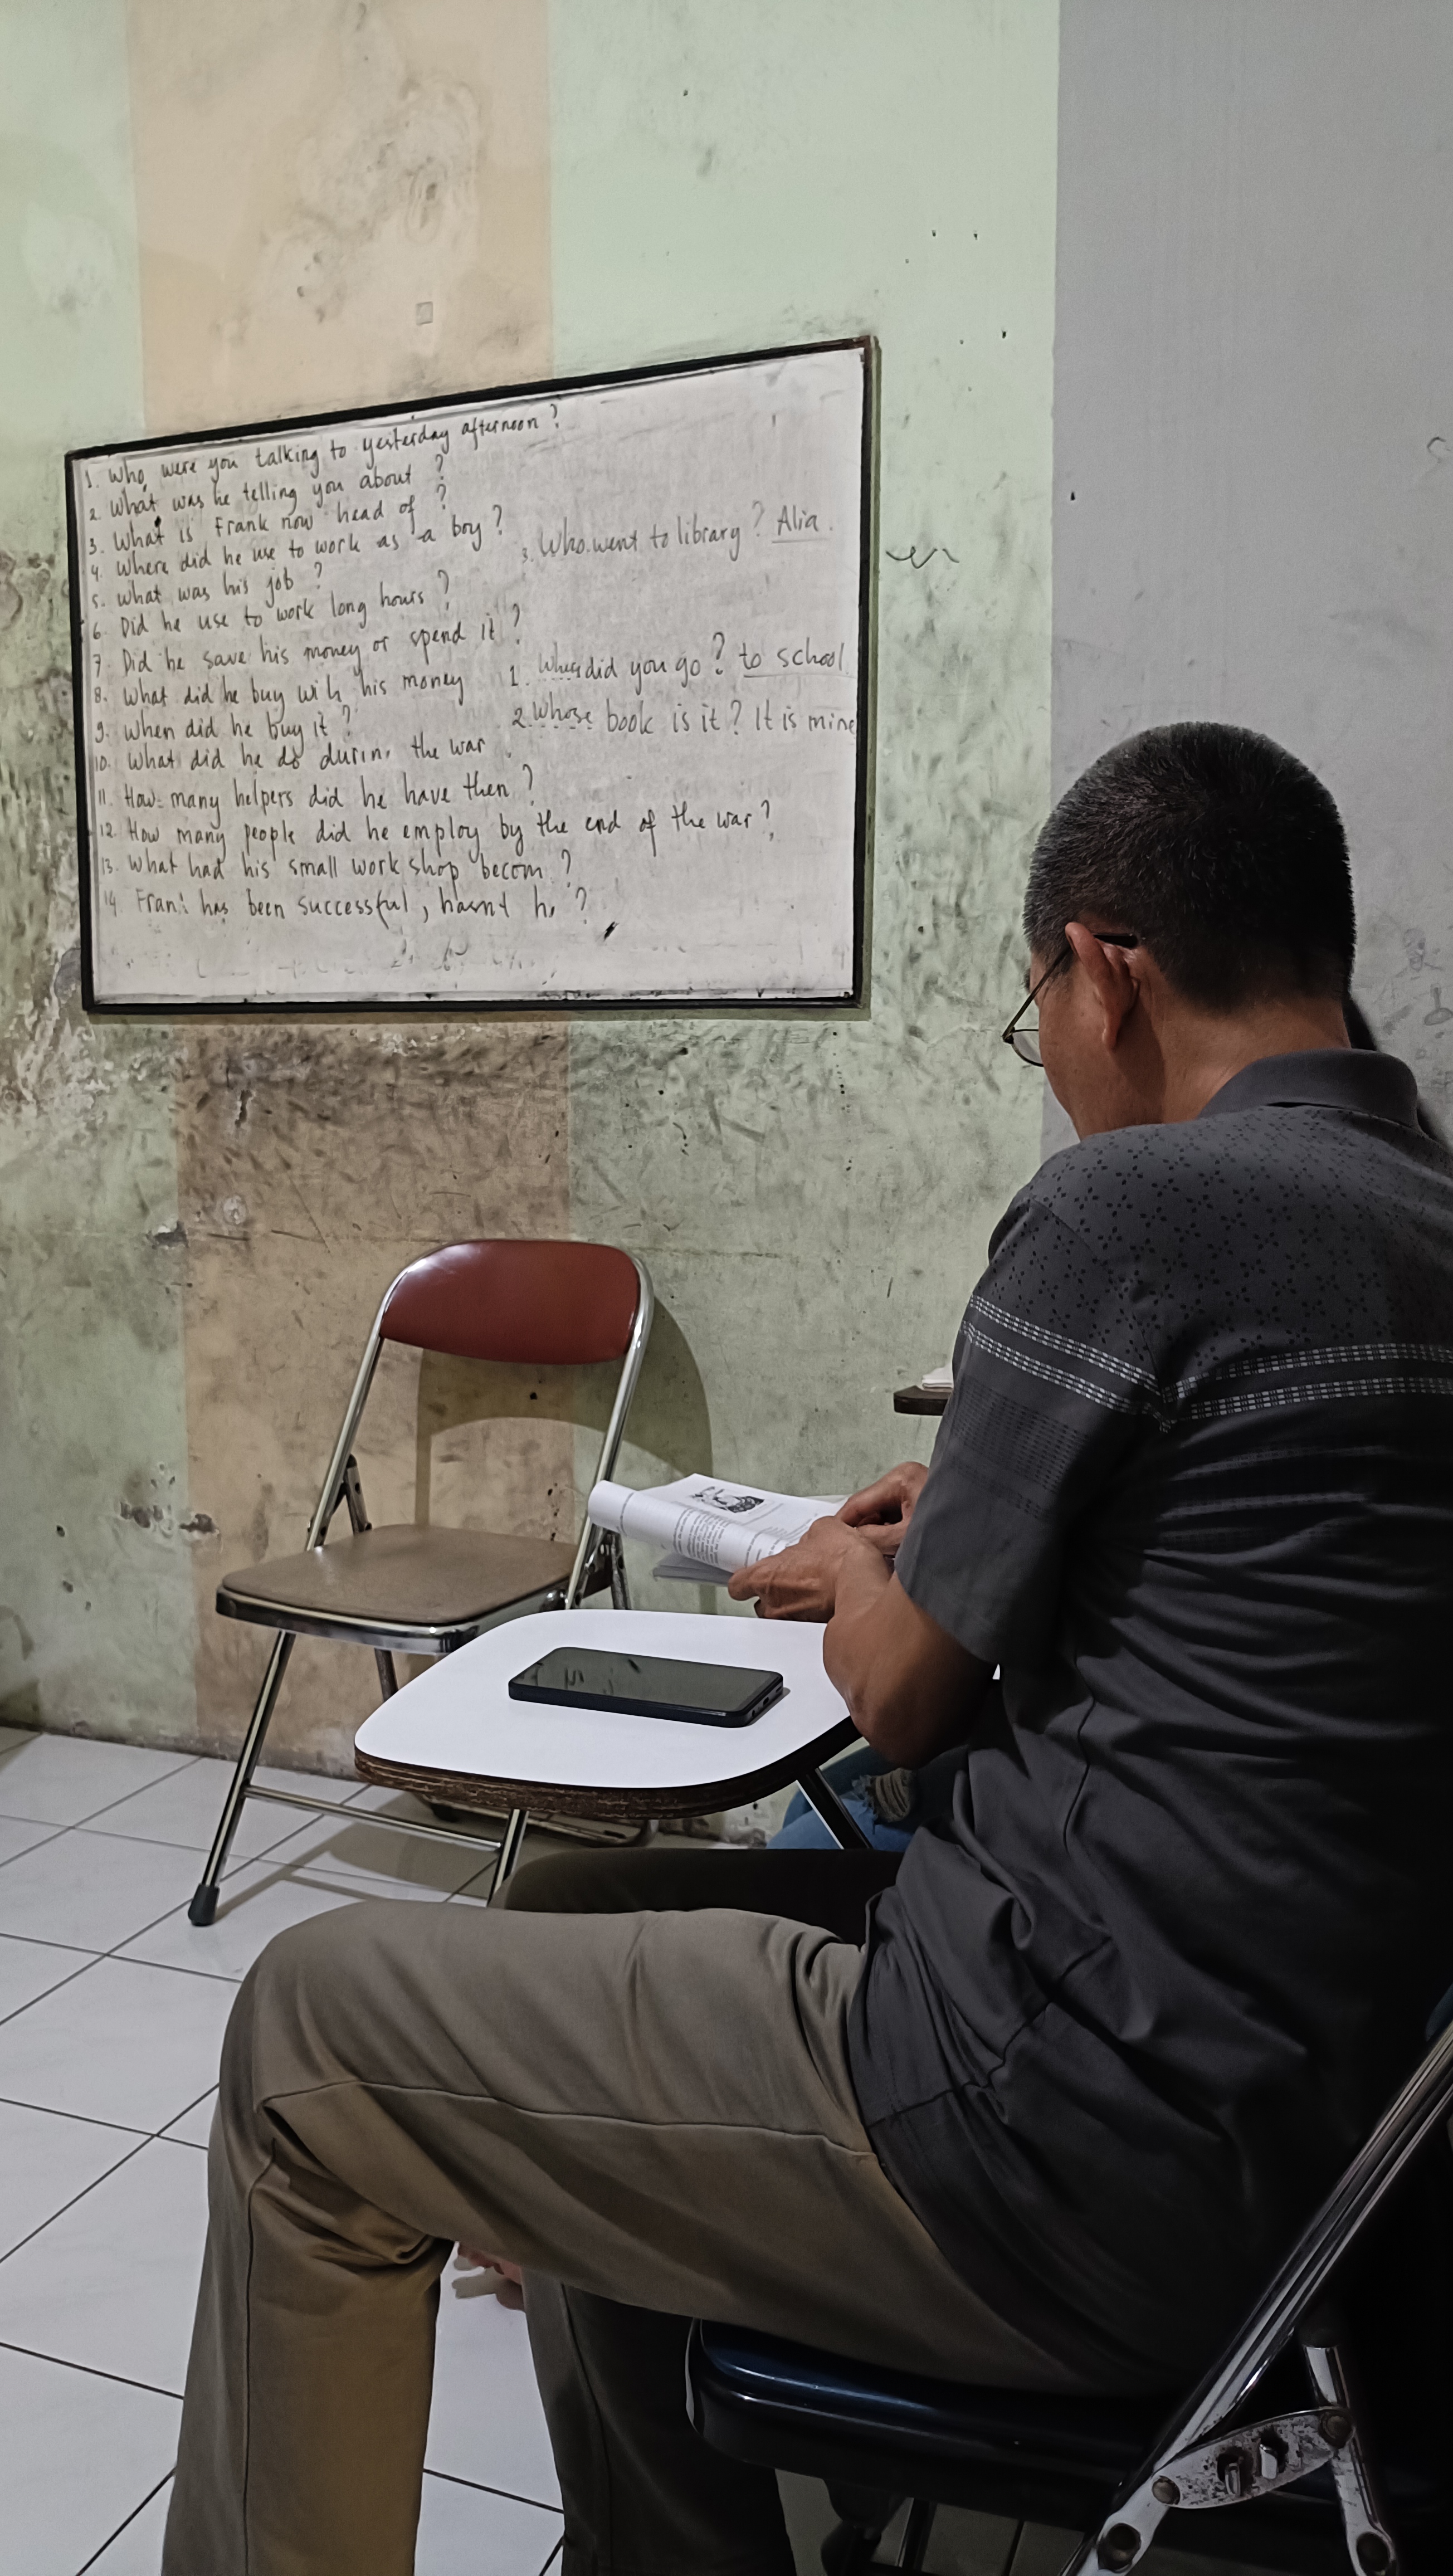 1. Who were you talking to yesterday afternoon ?
2. What was he telling you about ?
3. What is Frank now head of ?
4. Where did he use to work as a boy ?
5. What was his job ?
6. Did he use to work long hours ?
7. Did he save his money or spend it ?
8. What did he buy with his money
9. When did he buy it ?
10. What did he do durin the war
11. How many helpers did he have then ?
12. How many people did he employ by the end of the war ?
13. What had his small workshop becom ?
14. Frank has been successful, hasnt he ?
3. Who went to library ? Alia.
1. Where did you go ? to school
2. Whose book is it ? It is mine